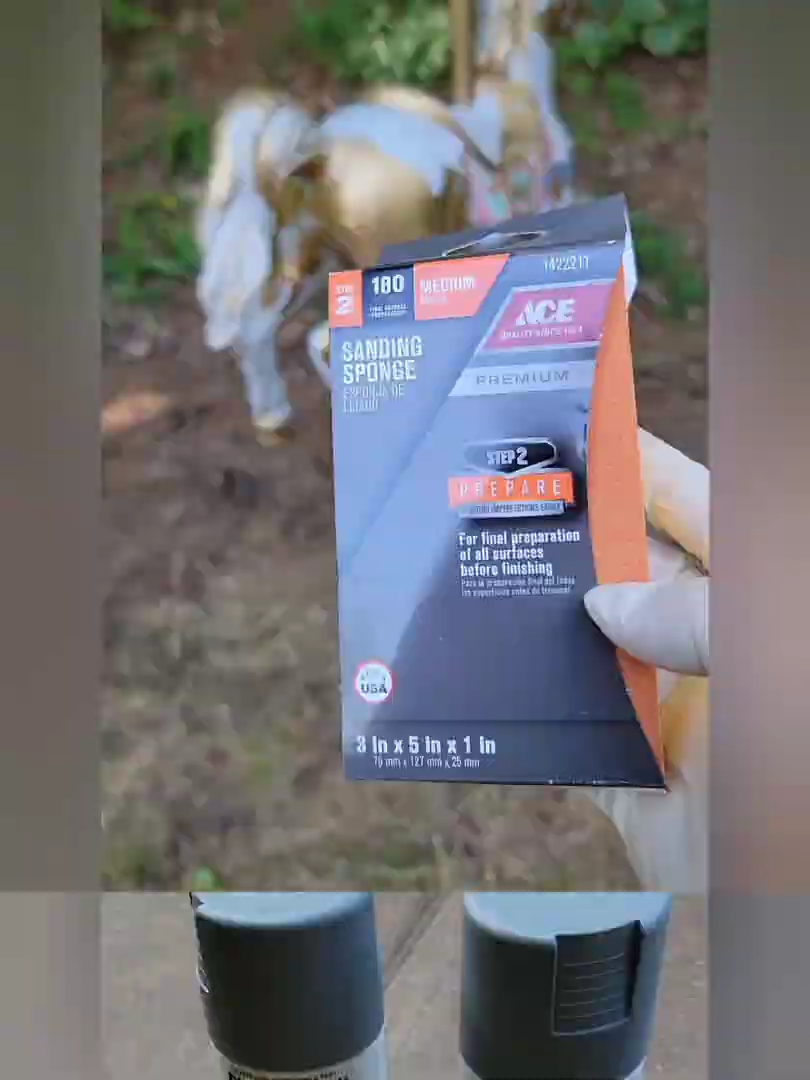 STEP
2
180
MEDIUM
1422211
ACE
SANDING
SPONGE
ESPONJA DE
LIJADO
PREMIUM
STEP 2
PREPARE
For final preparation
of all surfaces
before finishing
USA
3 in x 5 in x 1 in
76 mm x 127 mm x 25 mm